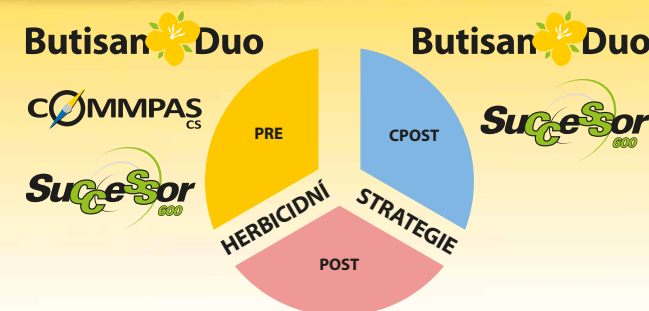 Butisan Duo
COMMPAS
CS
Successor
600
PRE
CPOST
POST
HERBICIDNÍ
STRATEGIE
Butisan Duo
Successor
600